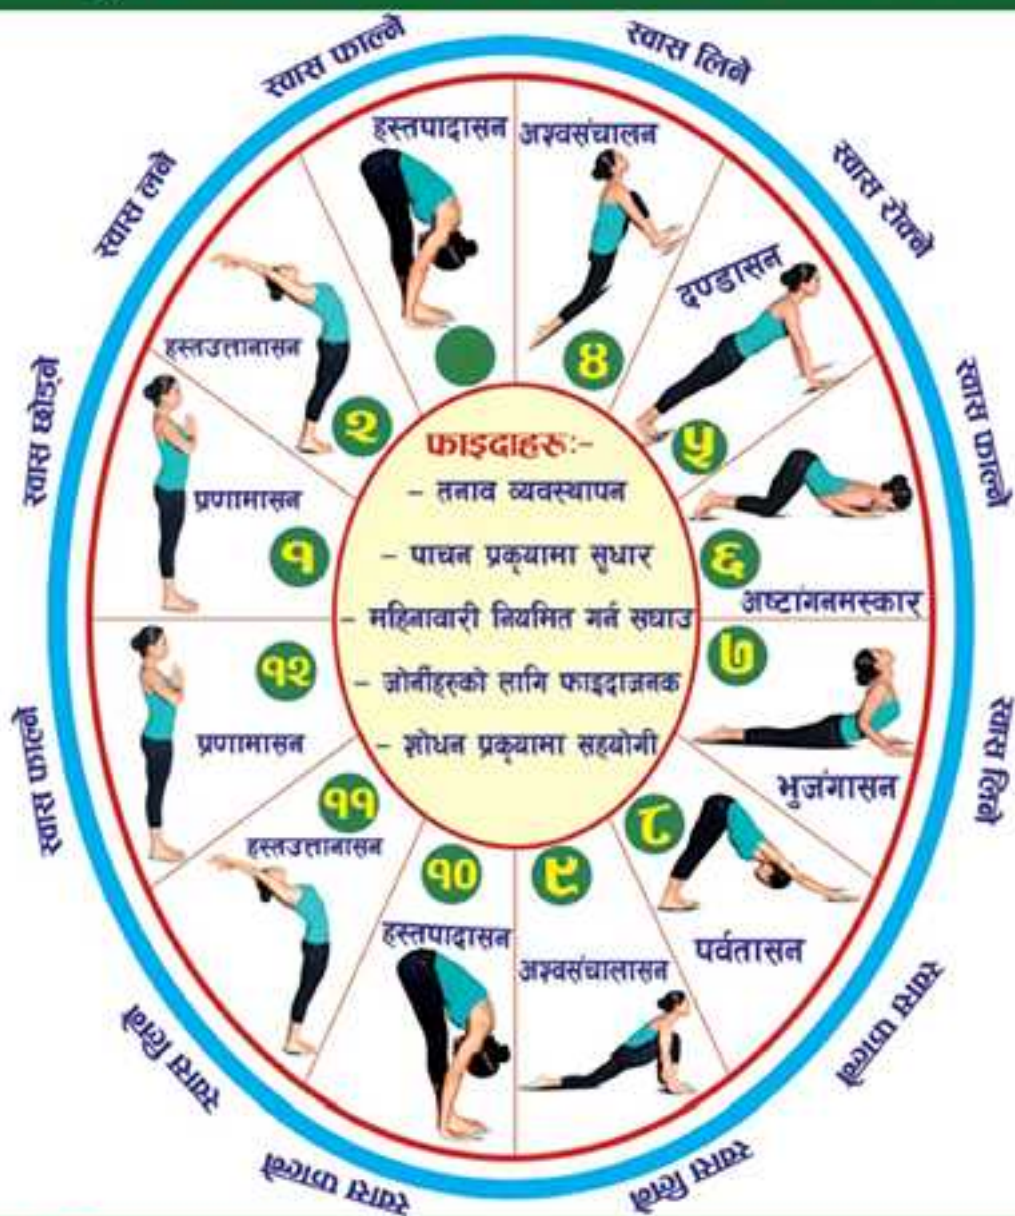 स्वास फाल्ने
स्वास लिने
स्वास लने
स्वास रोक्ने
स्वास छोड्ने
स्वास फाल्ने
स्वास फाल्ने
स्वास लिने
स्वास लिने
स्वास फाल्ने
स्वास फाल्ने
स्वास लिने
हस्तपादासन
अश्वसंचालन
४
दण्डासन
५
हस्तउत्तानासन
२
प्रणामासन
१
६
अष्टांगनमस्कार
७
भुजंगासन
८
पर्वतासन
९
अश्वसंचालासन
१०
हस्तपादासन
११
हस्तउत्तानासन
१२
प्रणामासन
फाइदाहरुः-
- तनाव व्यवस्थापन
- पाचन प्रकृयामा सुधार
- महिनावारी नियमित गर्न सघाउ
- जोर्नीहरुको लागि फाइदाजनक
- शोधन प्रकृयामा सहयोगी